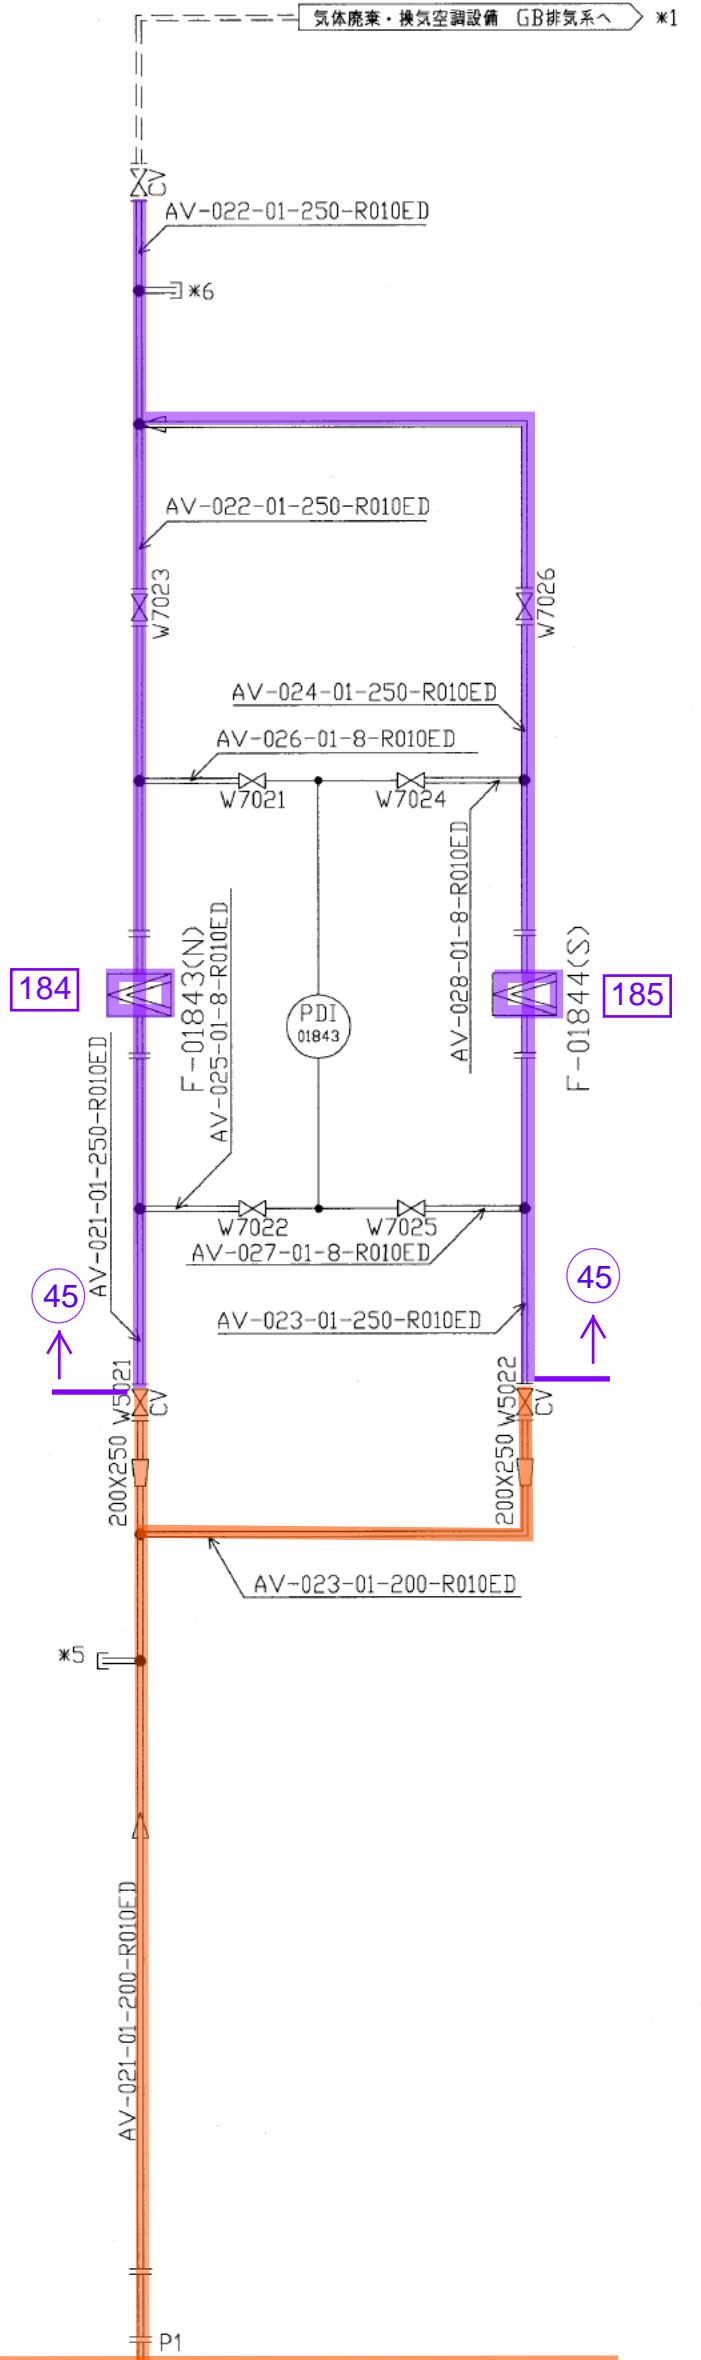 気体廃棄・換気空調設備 GB排気系へ *1
CV
AV-022-01-250-R010ED
*6
AV-022-01-250-R010ED
W7023
W7026
AV-024-01-250-R010ED
AV-026-01-8-R010ED
W7021
W7024
AV-028-01-8-R010ED
184
F-01843(N)
AV-025-01-8-R010ED
PDI
01843
F-01844(S)
185
AV-021-01-250-R010ED
W7022
W7025
AV-027-01-8-R010ED
45
45
AV-023-01-250-R010ED
W5021
CV
W5022
CV
200X250
200X250
AV-023-01-200-R010ED
*5
AV-021-01-200-R010ED
P1